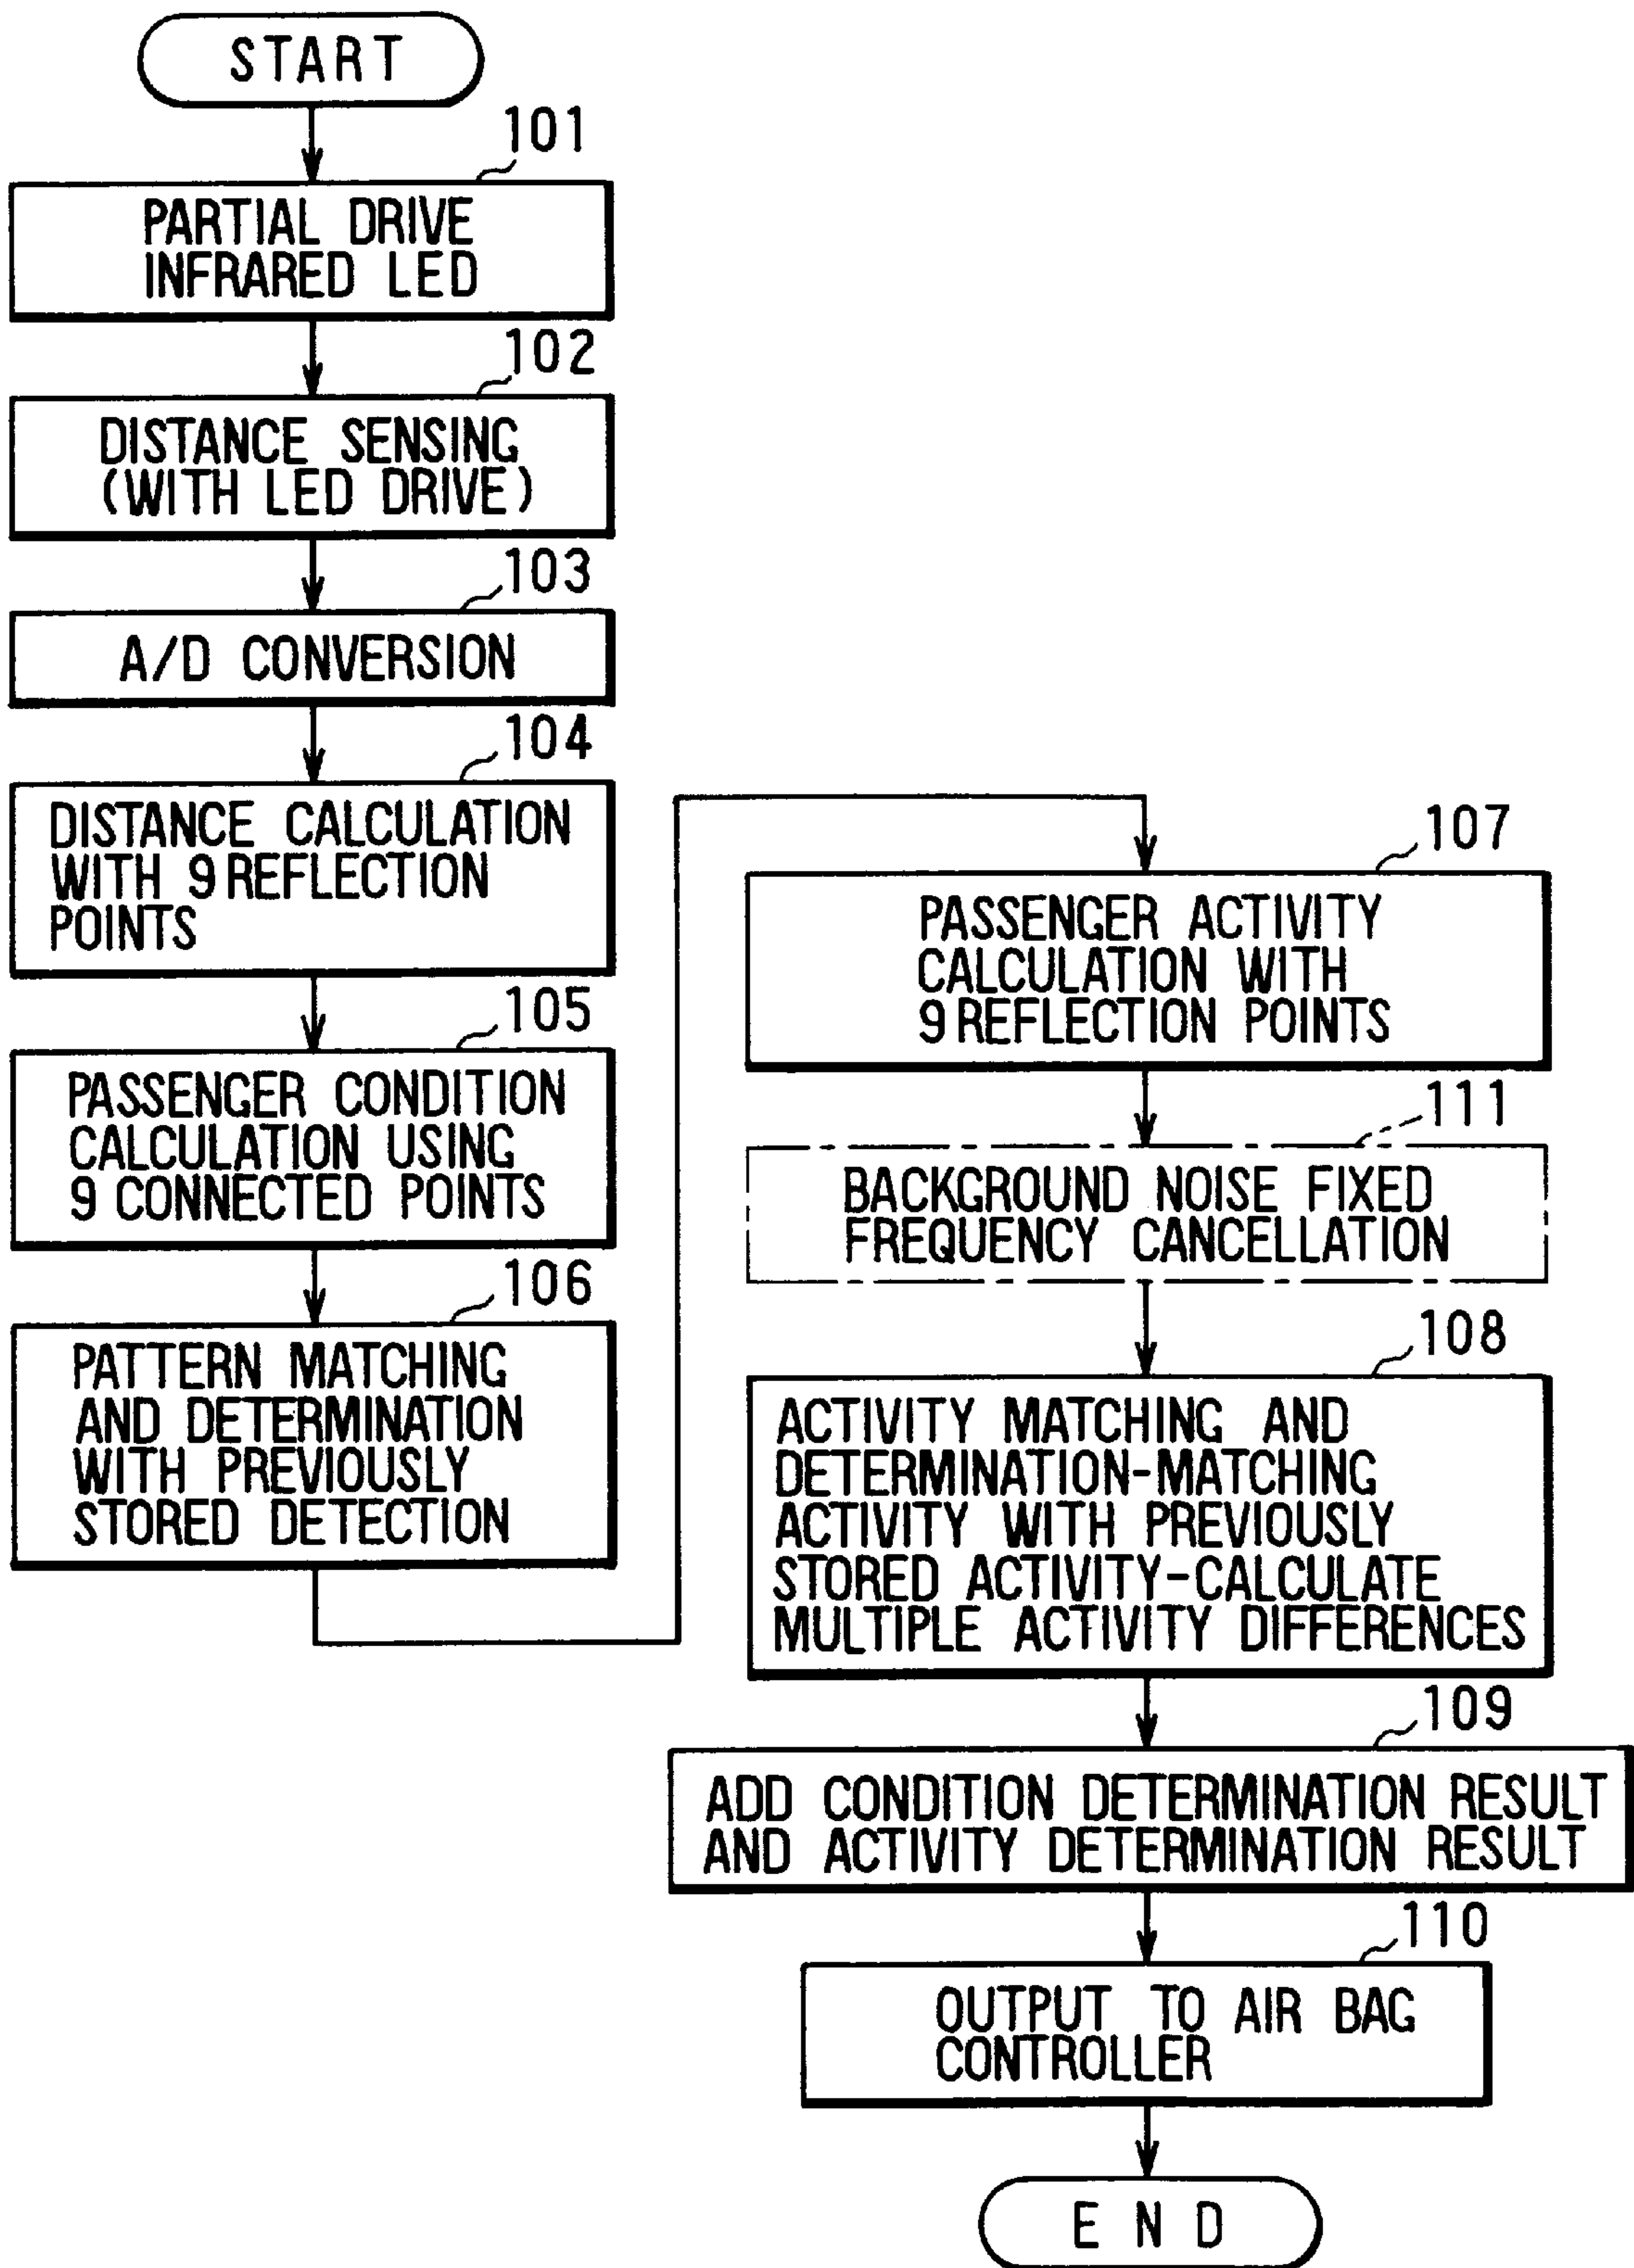 START
101
PARTIAL DRIVE
INFRARED LED
102
DISTANCE SENSING
(WITH LED DRIVE)
103
A/D CONVERSION
104
DISTANCE CALCULATION
WITH 9 REFLECTION
POINTS
105
PASSENGER CONDITION
CALCULATION USING
9 CONNECTED POINTS
106
PATTERN MATCHING
AND DETERMINATION
WITH PREVIOUSLY
STORED DETECTION
107
PASSENGER ACTIVITY
CALCULATION WITH
9 REFLECTION POINTS
111
BACKGROUND NOISE FIXED
FREQUENCY CANCELLATION
108
ACTIVITY MATCHING AND
DETERMINATION-MATCHING
ACTIVITY WITH PREVIOUSLY
STORED ACTIVITY-CALCULATE
MULTIPLE ACTIVITY DIFFERENCES
109
ADD CONDITION DETERMINATION RESULT
AND ACTIVITY DETERMINATION RESULT
110
OUTPUT TO AIR BAG
CONTROLLER
END